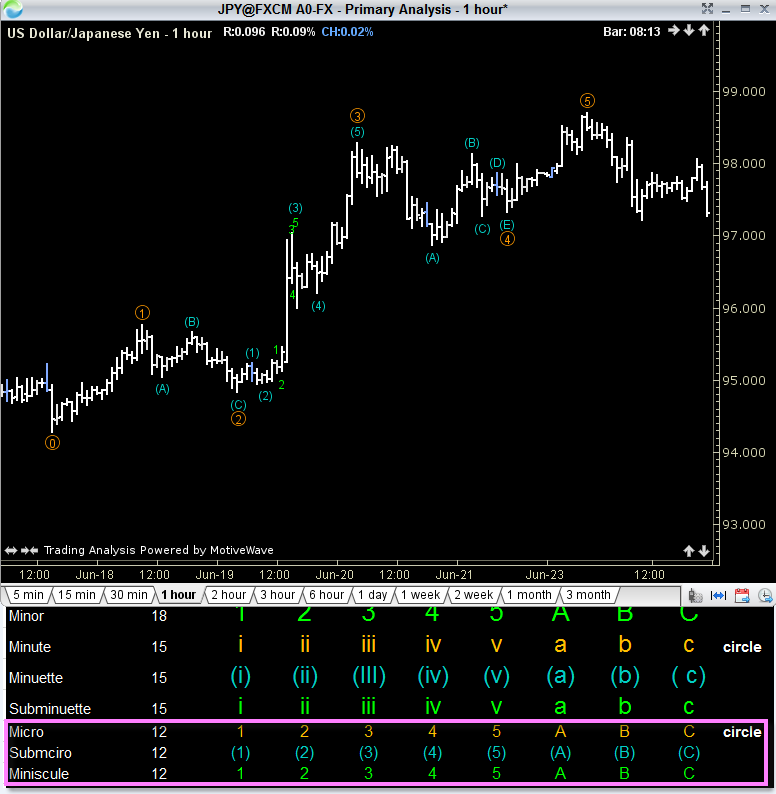 JPY@FXCM A0-FX - Primary Analysis - 1 hour*
US Dollar/Japanese Yen - 1 hour R:0.096 R:0.09% CH:0.02% Bar: 08:13
99.000
5
3
(5)
98.000
(B)
(D)
(3)
5
3
(C)
(E)
4
97.000
(A)
4
(4)
96.000
1
(B)
(1)
1
95.000
(A)
2
(2)
(C)
2
0
94.000
93.000
Trading Analysis Powered by MotiveWave
12:00 Jun-18 12:00 Jun-19 12:00 Jun-20 12:00 Jun-21 Jun-23 12:00
5 min 15 min 30 min 1 hour 2 hour 3 hour 6 hour 1 day 1 week 2 week 1 month 3 month
Minor 18 1 2 3 4 5 A B C
Minute 15 i ii iii iv v a b c circle
Minuette 15 (i) (ii) (III) (iv) (v) (a) (b) ( c)
Subminuette 15 i ii iii iv v a b c
Micro 12 1 2 3 4 5 A B C circle
Submciro 12 (1) (2) (3) (4) (5) (A) (B) (C)
Miniscule 12 1 2 3 4 5 A B C